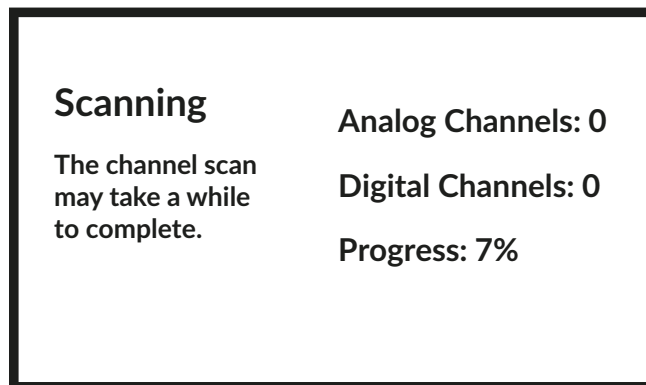 Scanning
The channel scan
may take a while
to complete.
Analog Channels: 0
Digital Channels: 0
Progress: 7%